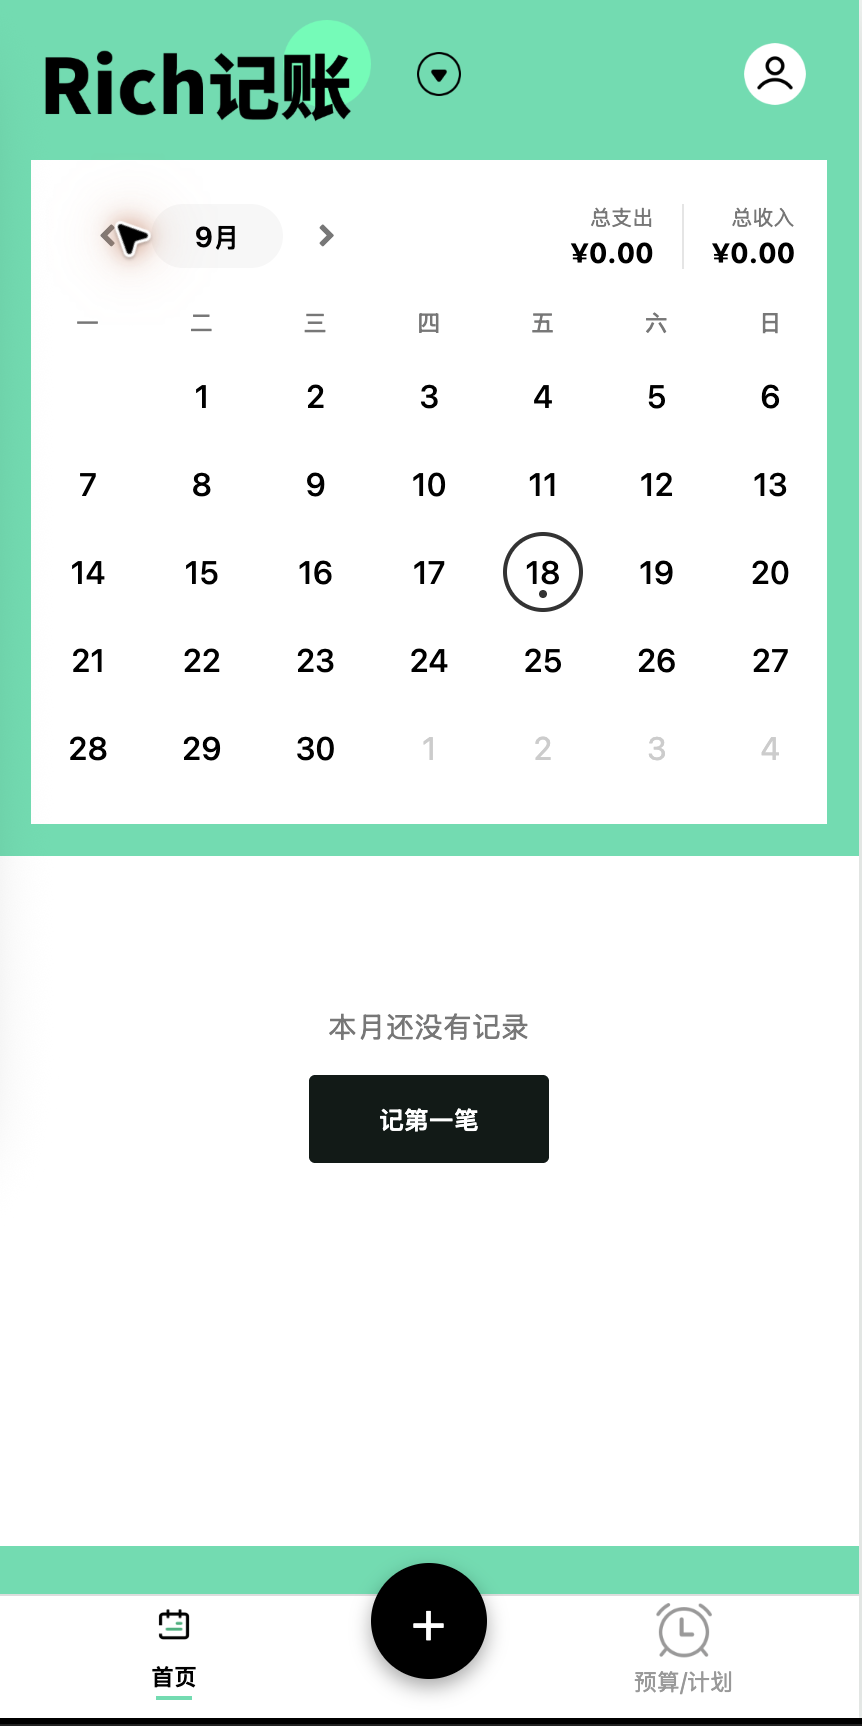 Rich记账
9月
总支出
¥0.00
总收入
¥0.00
一 二 三 四 五 六 日
1 2 3 4 5 6
7 8 9 10 11 12 13
14 15 16 17 18 19 20
21 22 23 24 25 26 27
28 29 30 1 2 3 4
本月还没有记录
记第一笔
+
首页
预算/计划